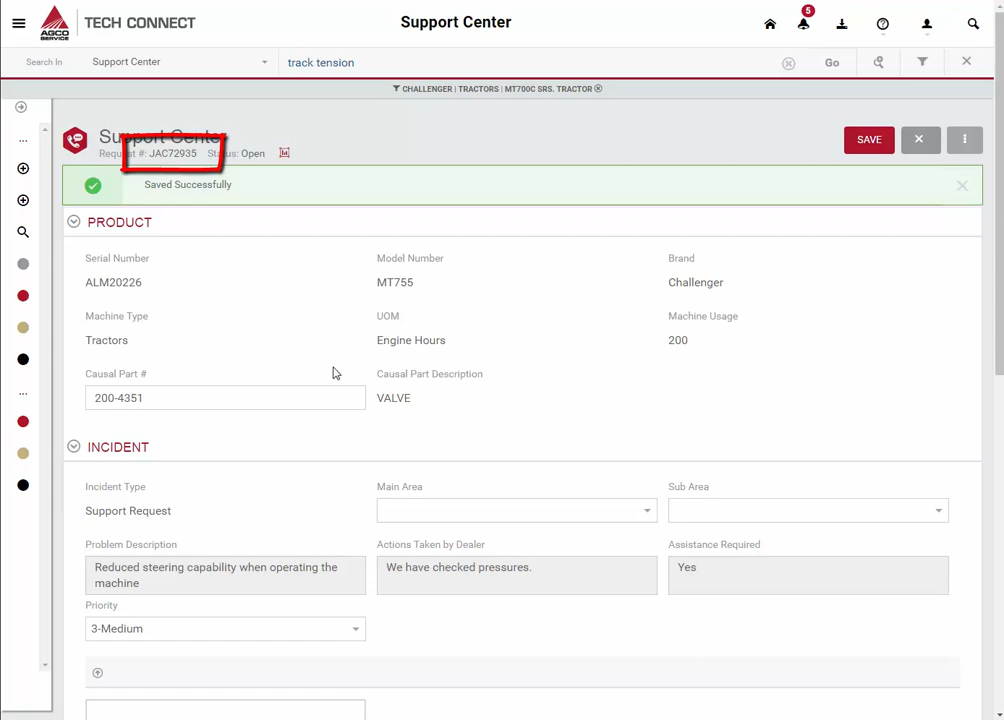 AGCO
SERVICE
TECH CONNECT
Support Center
5
Search In
Support Center
track tension
Go
CHALLENGER | TRACTORS | MT700C SRS. TRACTOR
Support Center
Request #: JAC72935 Status: Open
SAVE
Saved Successfully
PRODUCT
Serial Number
Model Number
Brand
ALM20226
MT755
Challenger
Machine Type
UOM
Machine Usage
Tractors
Engine Hours
200
Causal Part #
Causal Part Description
200-4351
VALVE
INCIDENT
Incident Type
Main Area
Sub Area
Support Request
Problem Description
Actions Taken by Dealer
Assistance Required
Reduced steering capability when operating the
machine
We have checked pressures.
Yes
Priority
3-Medium